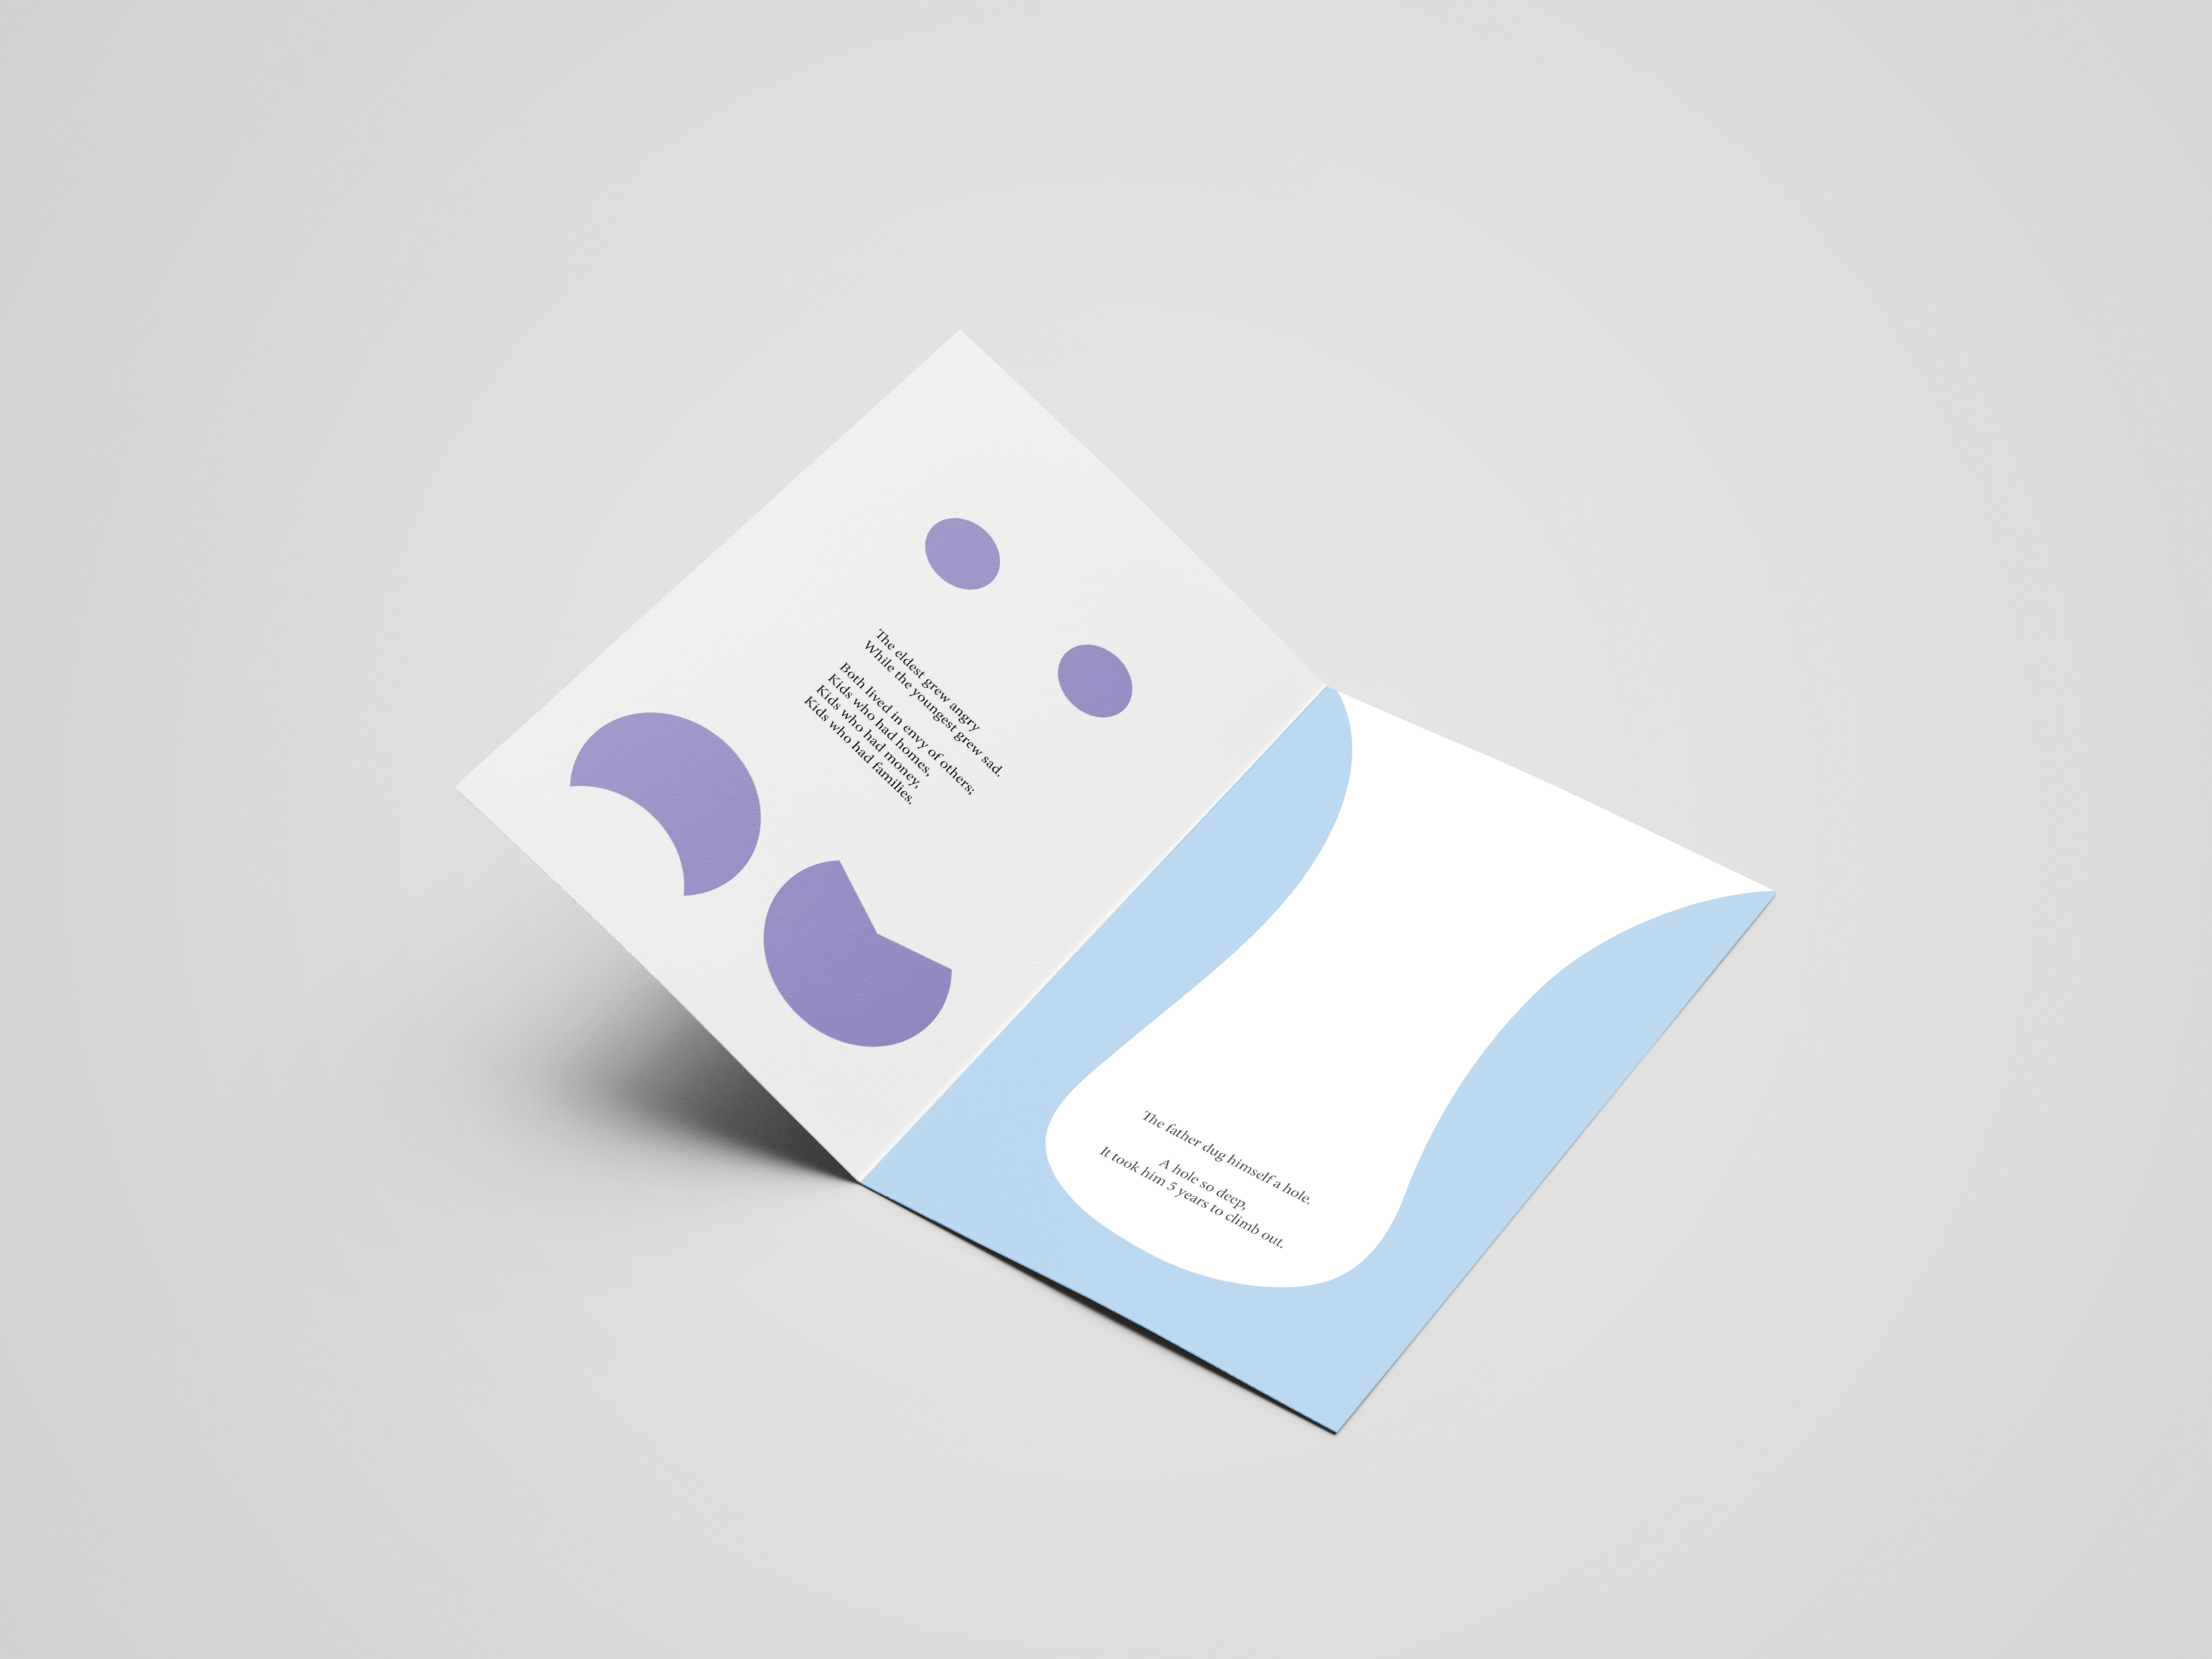 The eldest grew angry
While the youngest grew sad.
Both lived in envy of others;
Kids who had homes,
Kids who had money,
Kids who had families.
The father dug himself a hole.
A hole so deep,
It took him 5 years to climb out.